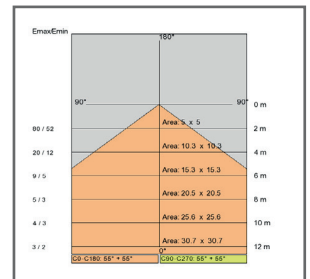 Emax/Emin
180°
90° 90° 0 m
Area: 5 x 5
80 / 52 2 m
Area: 10.3 x 10.3
20 / 12 4 m
Area: 15.3 x 15.3
9 / 5 6 m
Area: 20.5 x 20.5
5 / 3 8 m
Area: 25.6 x 25.6
4 / 3 10 m
Area: 30.7 x 30.7
3 / 2 12 m
0°
C0-C180: 55° + 55° C90-C270: 55° + 55°